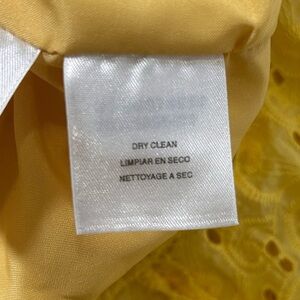 DRY CLEAN
LIMPIAR EN SECO
NETTOYAGE A SEC